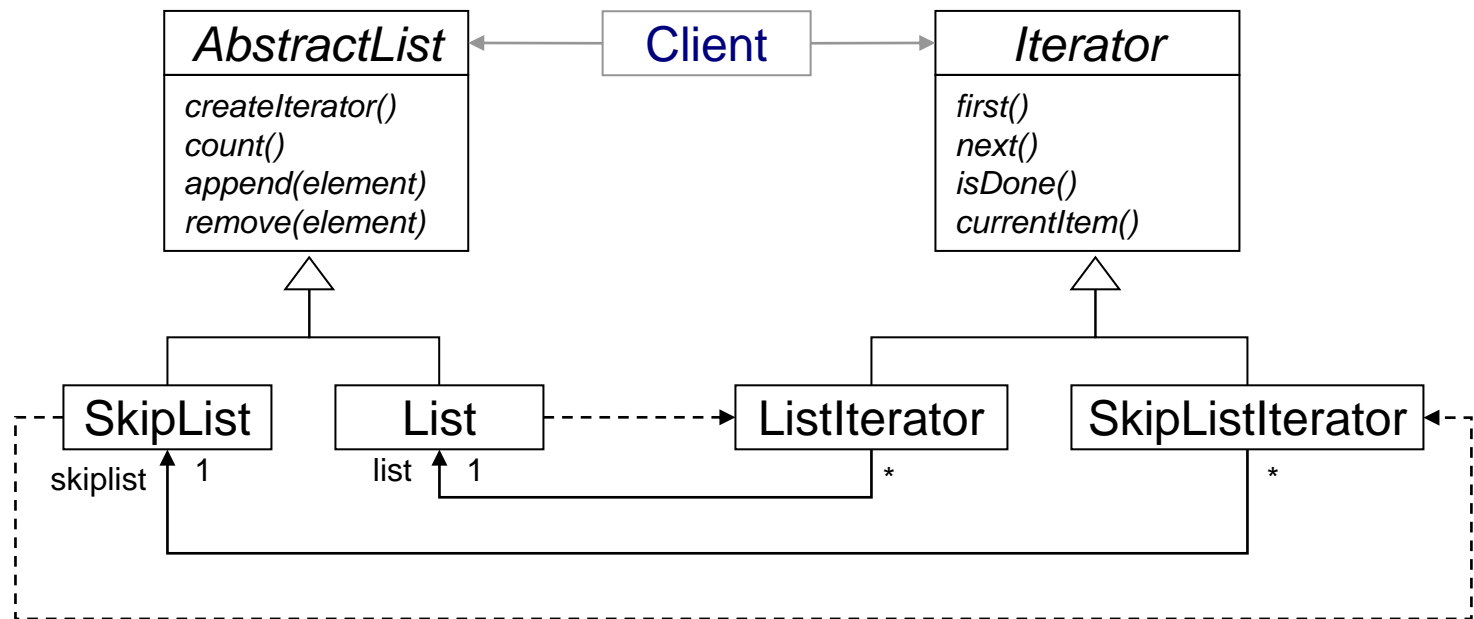 AbstractList
Client
Iterator
createIterator()
count()
append(element)
remove(element)
first()
next()
isDone()
currentItem()
SkipList
List
ListIterator
SkipListIterator
skiplist
1
list
1
*
*